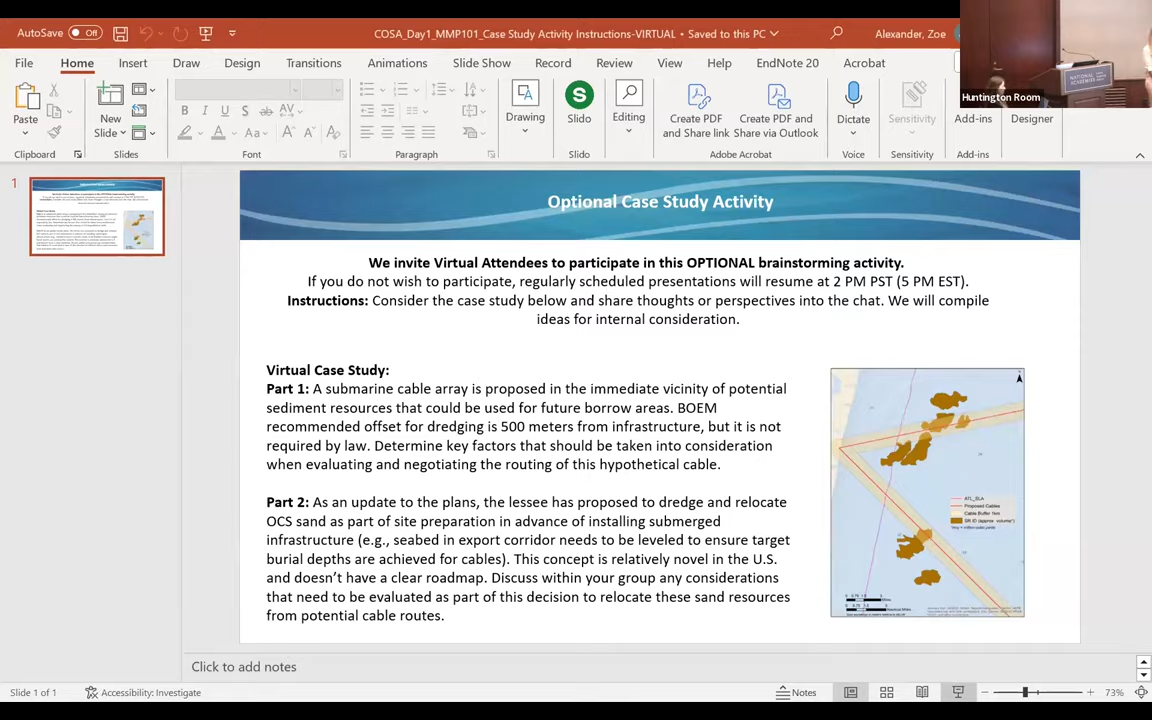 AutoSave Off
COSA_Day1_MMP101_Case Study Activity Instructions-VIRTUAL • Saved to this PC
Alexander, Zoe
File Home Insert Draw Design Transitions Animations Slide Show Record Review View Help EndNote 20 Acrobat
NATIONAL
ACADEMIES
Huntington Room
Paste
New
Slide
B I U S ab AV
Aa A A A
Drawing
S
Slido
Editing
Create PDF
and Share link
Create PDF and
Share via Outlook
Dictate
Sensitivity
Add-ins
Designer
Clipboard Slides Font Paragraph Slido Adobe Acrobat Voice Sensitivity Add-ins
1
Optional Case Study Activity
We invite Virtual Attendees to participate in this OPTIONAL brainstorming activity.
If you do not wish to participate, regularly scheduled presentations will resume at 2 PM PST (5 PM EST).
Instructions: Consider the case study below and share thoughts or perspectives into the chat. We will compile
ideas for internal consideration.
Virtual Case Study:
Part 1: A submarine cable array is proposed in the immediate vicinity of potential
sediment resources that could be used for future borrow areas. BOEM
recommended offset for dredging is 500 meters from infrastructure, but it is not
required by law. Determine key factors that should be taken into consideration
when evaluating and negotiating the routing of this hypothetical cable.
Part 2: As an update to the plans, the lessee has proposed to dredge and relocate
OCS sand as part of site preparation in advance of installing submerged
infrastructure (e.g., seabed in export corridor needs to be leveled to ensure target
burial depths are achieved for cables). This concept is relatively novel in the U.S.
and doesn't have a clear roadmap. Discuss within your group any considerations
that need to be evaluated as part of this decision to relocate these sand resources
from potential cable routes.
Proposed Cables
Click to add notes
Slide 1 of 1
Accessibility: Investigate
Notes
73%